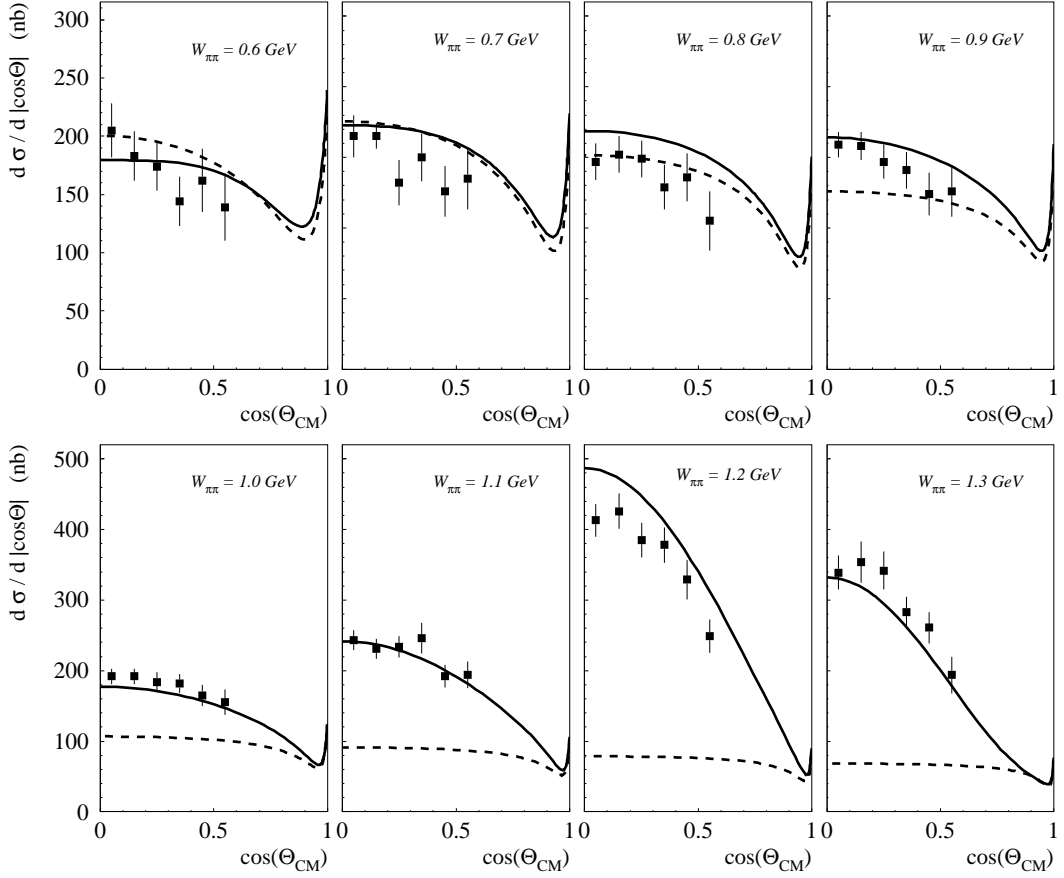 d σ / d |cosΘ| (nb)
300
250
200
150
100
50
0
W_ππ = 0.6 GeV
W_ππ = 0.7 GeV
W_ππ = 0.8 GeV
W_ππ = 0.9 GeV
0 0.5 1 0 0.5 1 0 0.5 1 0 0.5 1
cos(Θ_CM) cos(Θ_CM) cos(Θ_CM) cos(Θ_CM)
d σ / d |cosΘ| (nb)
500
400
300
200
100
0
W_ππ = 1.0 GeV
W_ππ = 1.1 GeV
W_ππ = 1.2 GeV
W_ππ = 1.3 GeV
0 0.5 1 0 0.5 1 0 0.5 1 0 0.5 1
cos(Θ_CM) cos(Θ_CM) cos(Θ_CM) cos(Θ_CM)